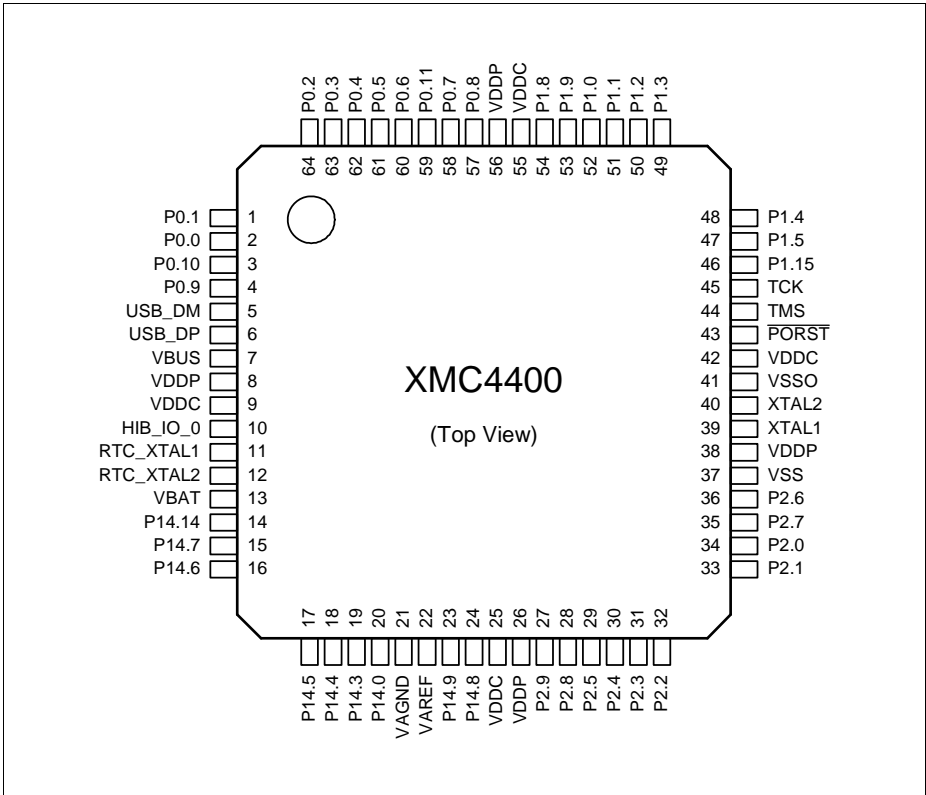 P0.2 P0.3 P0.4 P0.5 P0.6 P0.11 P0.7 P0.8 VDDP VDDC P1.8 P1.9 P1.0 P1.1 P1.2 P1.3
64 63 62 61 60 59 58 57 56 55 54 53 52 51 50 49
P0.1 1 48 P1.4
P0.0 2 47 P1.5
P0.10 3 46 P1.15
P0.9 4 45 TCK
USB_DM 5 44 TMS
USB_DP 6 43 PORST
VBUS 7 42 VDDC
VDDP 8 41 VSSO
VDDC 9 40 XTAL2
HIB_IO_0 10 39 XTAL1
RTC_XTAL1 11 38 VDDP
RTC_XTAL2 12 37 VSS
VBAT 13 36 P2.6
P14.14 14 35 P2.7
P14.7 15 34 P2.0
P14.6 16 33 P2.1
XMC4400
(Top View)
17 18 19 20 21 22 23 24 25 26 27 28 29 30 31 32
P14.5 P14.4 P14.3 P14.0 VAGND VAREF P14.9 P14.8 VDDC VDDP P2.9 P2.8 P2.5 P2.4 P2.3 P2.2